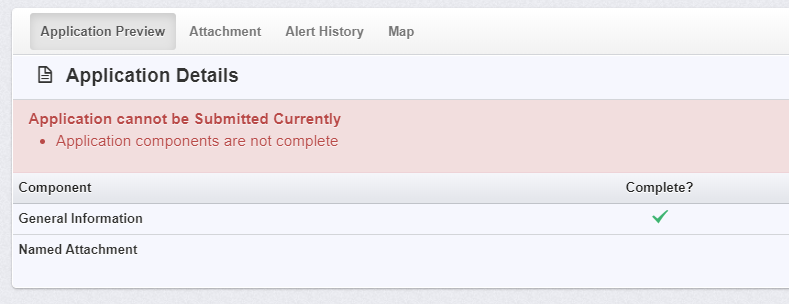 Application Preview Attachment Alert History Map
Application Details
Application cannot be Submitted Currently
• Application components are not complete
Component Complete?
General Information
Named Attachment